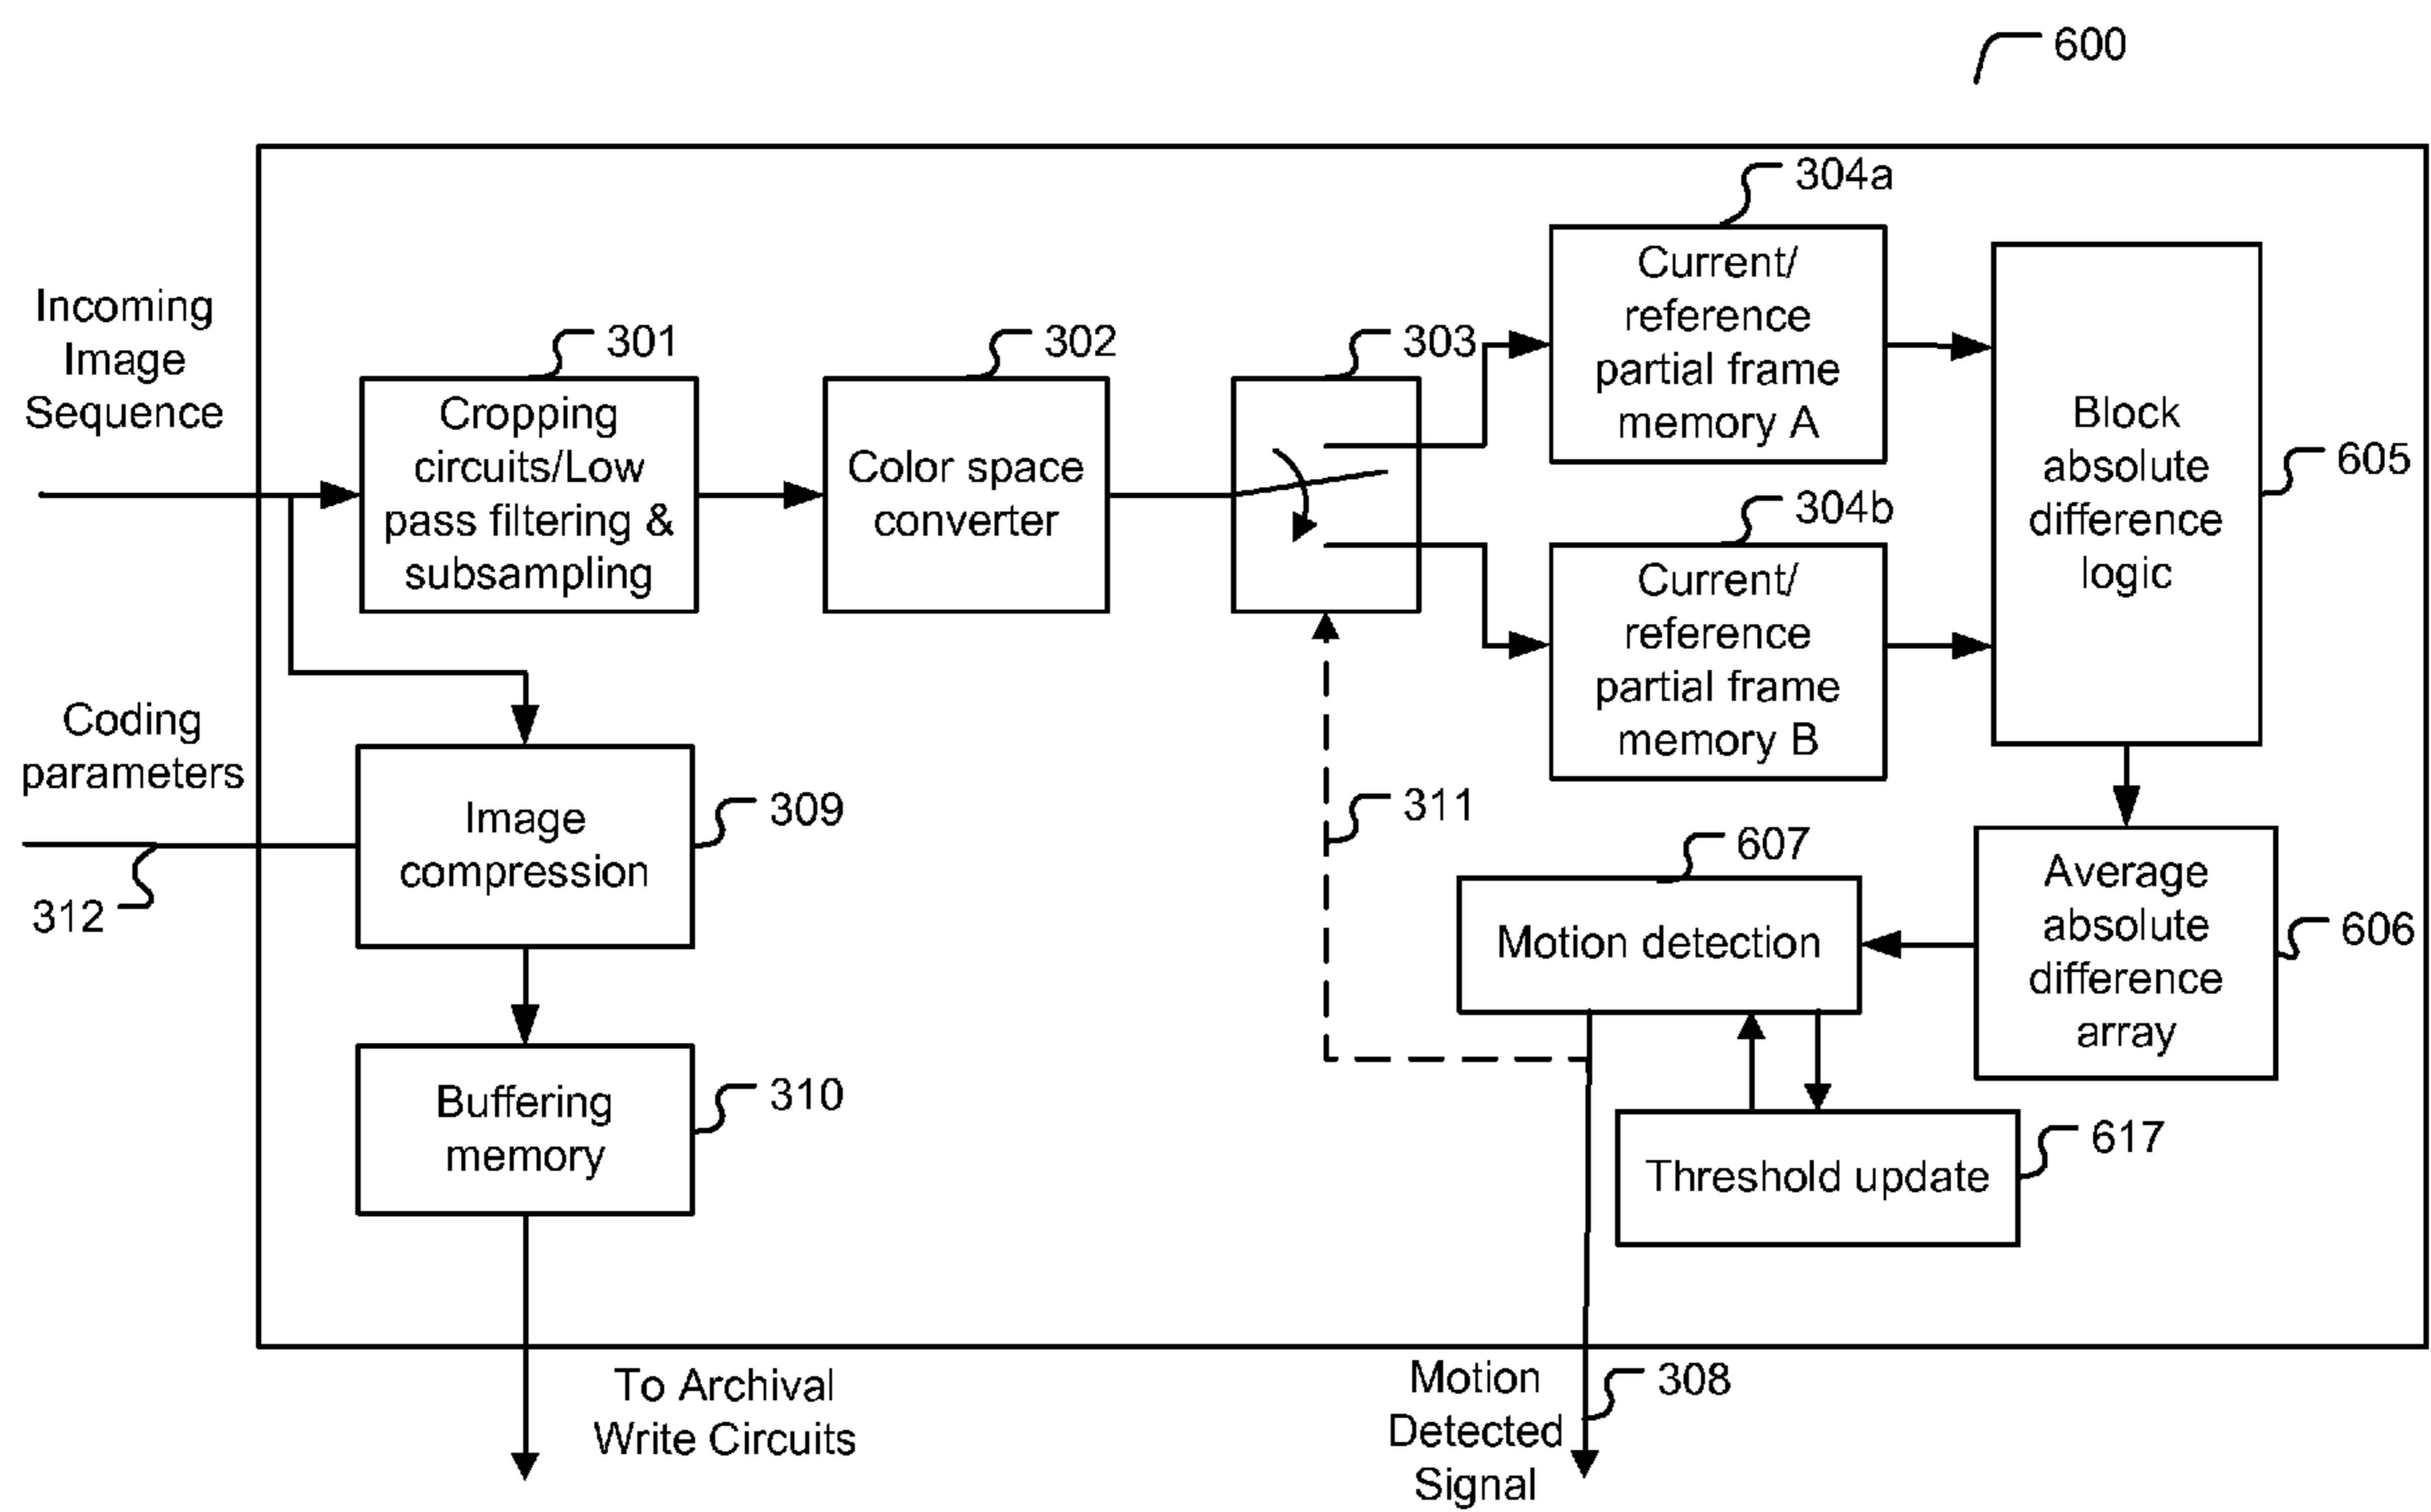 600
304a
Current/
reference
partial frame
memory A
Incoming
Image
Sequence
301
Cropping
circuits/Low
pass filtering &
subsampling
302
Color space
converter
303
Block
absolute
difference
logic
605
304b
Current/
reference
partial frame
memory B
Coding
parameters
312
Image
compression
309
311
607
Motion detection
Average
absolute
difference
array
606
Buffering
memory
310
617
Threshold update
To Archival
Write Circuits
Motion
Detected
Signal
308